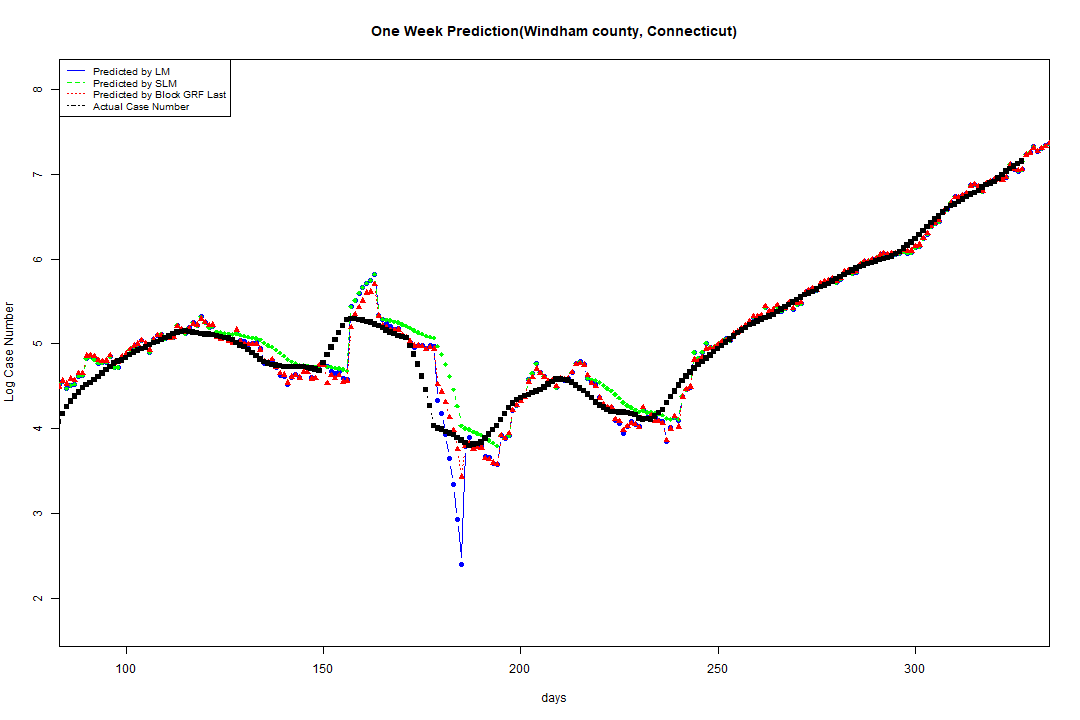 One Week Prediction(Windham county, Connecticut)
Predicted by LM
Predicted by SLM
Predicted by Block GRF Last
Actual Case Number
8
7
6
5
4
3
2
Log Case Number
100 150 200 250 300
days